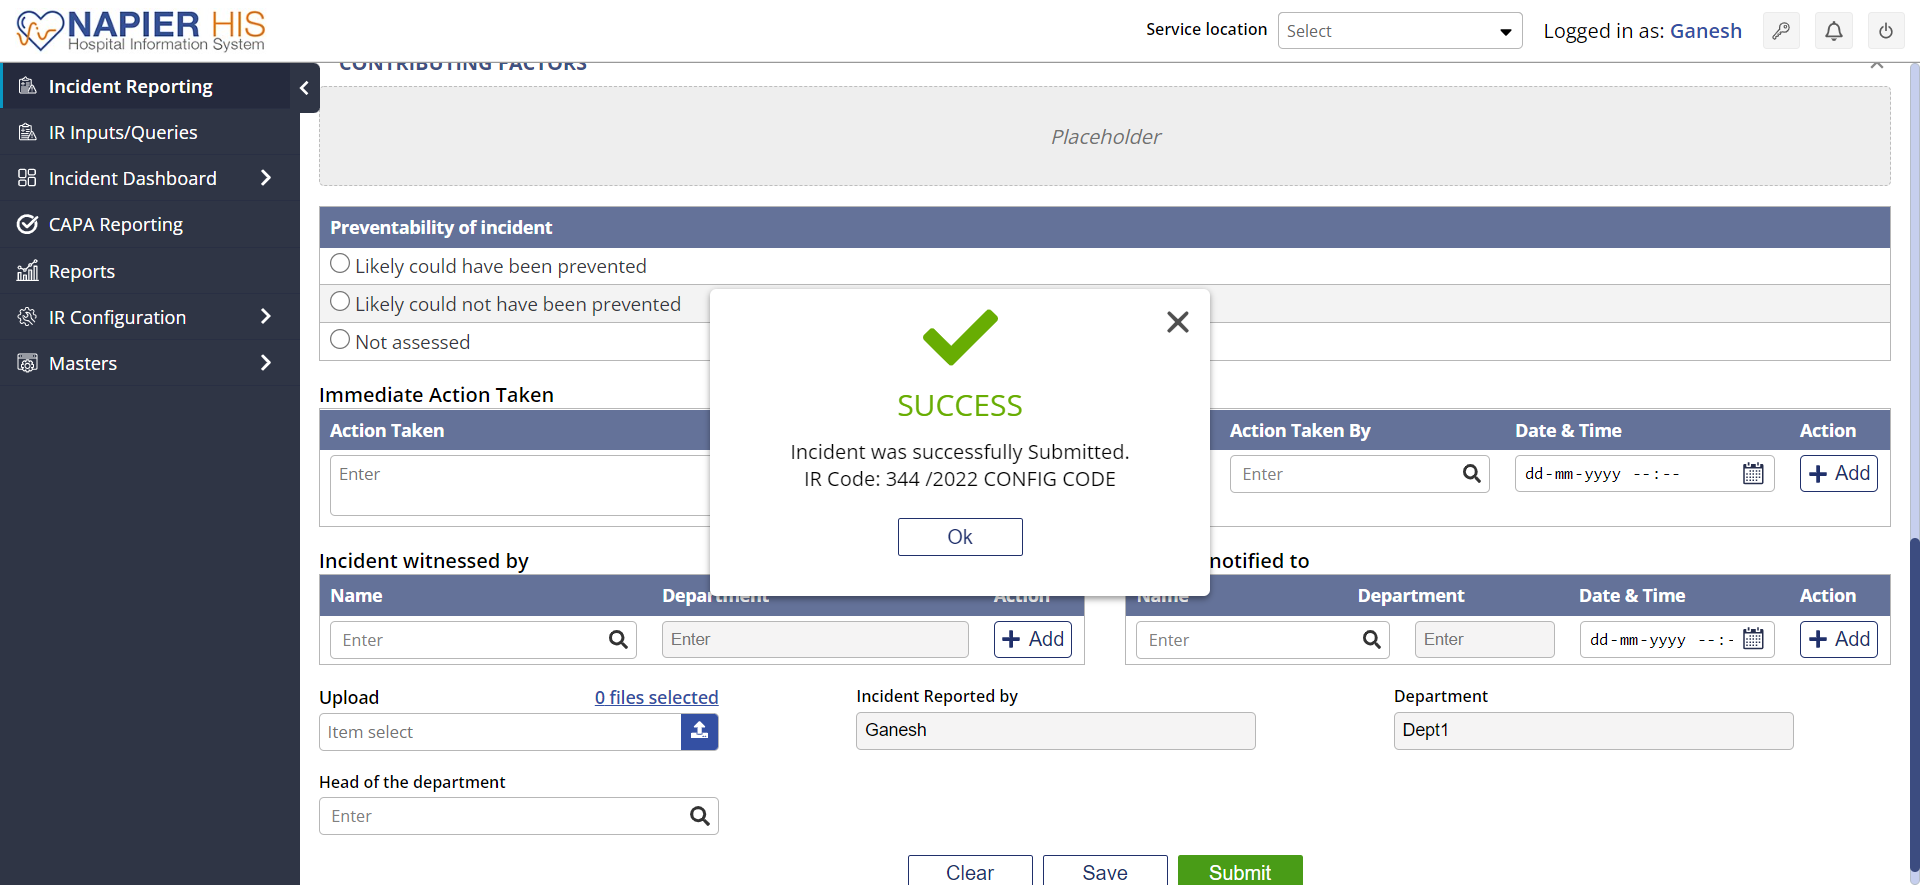 NAPIER HIS
Hospital Information System
Service location
Select
Logged in as: Ganesh
Incident Reporting
IR Inputs/Queries
Incident Dashboard
CAPA Reporting
Reports
IR Configuration
Masters
CONTRIBUTING FACTORS
Placeholder
Preventability of incident
Likely could have been prevented
Likely could not have been prevented
Not assessed
SUCCESS
Incident was successfully Submitted.
IR Code: 344 /2022 CONFIG CODE
Ok
Immediate Action Taken
Action Taken
Action Taken By
Date & Time
Action
Enter
Enter
dd-mm-yyyy --:--
Add
Incident witnessed by
Name
Department
Action
Enter
Enter
Add
notified to
Name
Department
Date & Time
Action
Enter
Enter
dd-mm-yyyy --:-
Add
Upload
0 files selected
Item select
Incident Reported by
Ganesh
Department
Dept1
Head of the department
Enter
Clear
Save
Submit